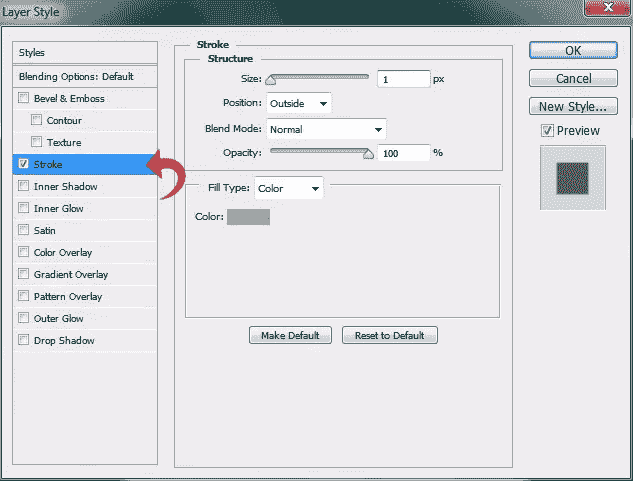 Layer Style
Styles
Blending Options: Default
Bevel & Emboss
Contour
Texture
Stroke
Inner Shadow
Inner Glow
Satin
Color Overlay
Gradient Overlay
Pattern Overlay
Outer Glow
Drop Shadow
Stroke
Structure
Size: 1 px
Position: Outside
Blend Mode: Normal
Opacity: 100 %
Fill Type: Color
Color:
Make Default Reset to Default
OK
Cancel
New Style...
Preview